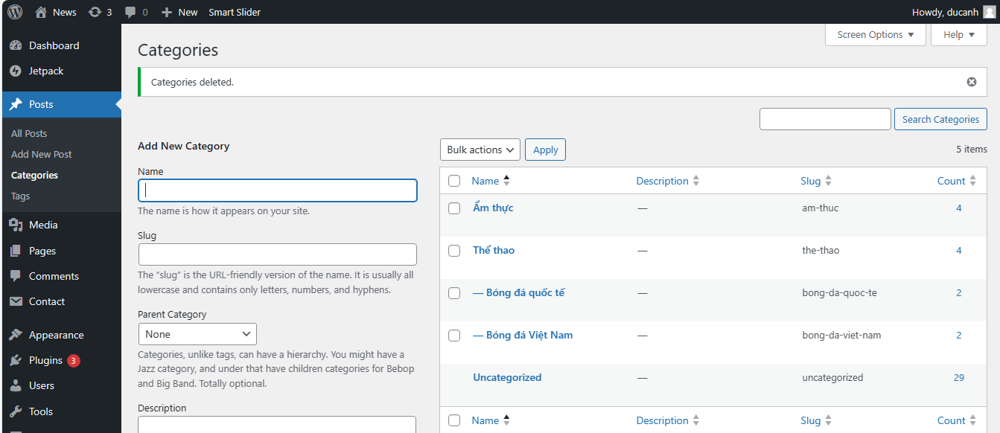 News 3 0 New Smart Slider Howdy, ducanh
Dashboard
Jetpack
Posts
All Posts
Add New Post
Categories
Tags
Media
Pages
Comments
Contact
Appearance
Plugins 3
Users
Tools
Screen Options Help
Categories
Categories deleted.
Search Categories
Add New Category
Name
The name is how it appears on your site.
Slug
The “slug” is the URL-friendly version of the name. It is usually all
lowercase and contains only letters, numbers, and hyphens.
Parent Category
None
Categories, unlike tags, can have a hierarchy. You might have a
Jazz category, and under that have children categories for Bebop
and Big Band. Totally optional.
Description
Bulk actions Apply 5 items
Name Description Slug Count
Ẩm thực — am-thuc 4
Thể thao — the-thao 4
— Bóng đá quốc tế — bong-da-quoc-te 2
— Bóng đá Việt Nam — bong-da-viet-nam 2
Uncategorized — uncategorized 29
Name Description Slug Count